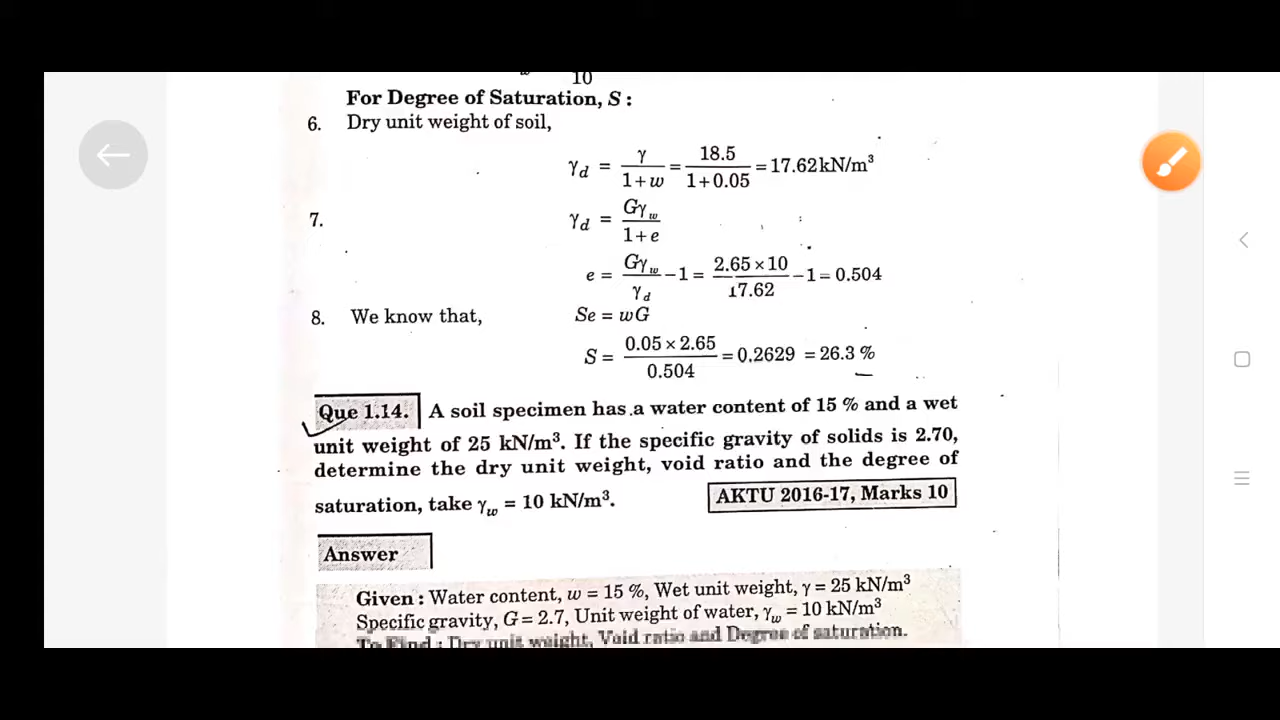 10
For Degree of Saturation, S :
6. Dry unit weight of soil,
γd = γ / 1 + w = 18.5 / 1 + 0.05 = 17.62 kN/m³
7. γd = Gγw / 1 + e
e = Gγw / γd − 1 = 2.65 × 10 / 17.62 − 1 = 0.504
8. We know that, Se = wG
S = 0.05 × 2.65 / 0.504 = 0.2629 = 26.3 %
Que 1.14. A soil specimen has a water content of 15 % and a wet
unit weight of 25 kN/m³. If the specific gravity of solids is 2.70,
determine the dry unit weight, void ratio and the degree of
saturation, take γw = 10 kN/m³. AKTU 2016-17, Marks 10
Answer
Given : Water content, w = 15 %, Wet unit weight, γ = 25 kN/m³
Specific gravity, G = 2.7, Unit weight of water, γw = 10 kN/m³
To Find : Dry unit weight, Void ratio and Degree of saturation.